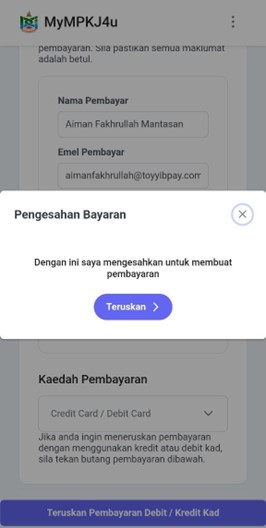 MyMPKJ4u
pembayaran. Sila pastikan semua maklumat
adalah betul.
Nama Pembayar
Aiman Fakhrullah Mantasan
Emel Pembayar
aimanfakhrullah@toyyibpay.com
Pengesahan Bayaran
Dengan ini saya mengesahkan untuk membuat
pembayaran
Teruskan
Kaedah Pembayaran
Credit Card / Debit Card
Jika anda ingin meneruskan pembayaran
dengan menggunakan kredit atau debit kad,
sila tekan butang pembayaran dibawah.
Teruskan Pembayaran Debit / Kredit Kad